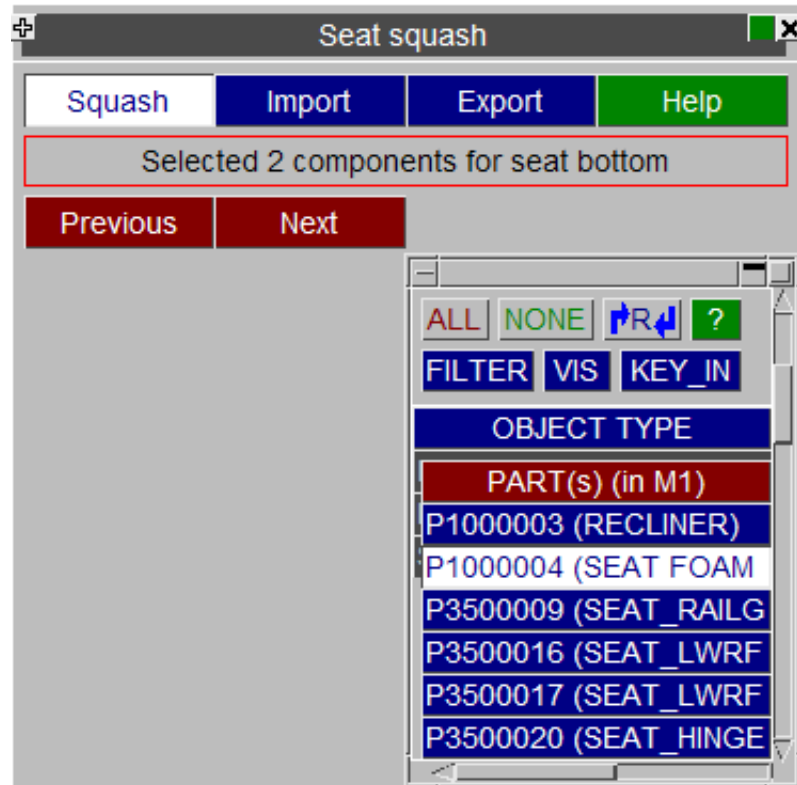 Seat squash
Squash Import Export Help
Selected 2 components for seat bottom
Previous Next
ALL NONE R ?
FILTER VIS KEY_IN
OBJECT TYPE
PART(s) (in M1)
P1000003 (RECLINER)
P1000004 (SEAT FOAM
P3500009 (SEAT_RAILG
P3500016 (SEAT_LWRF
P3500017 (SEAT_LWRF
P3500020 (SEAT_HINGE